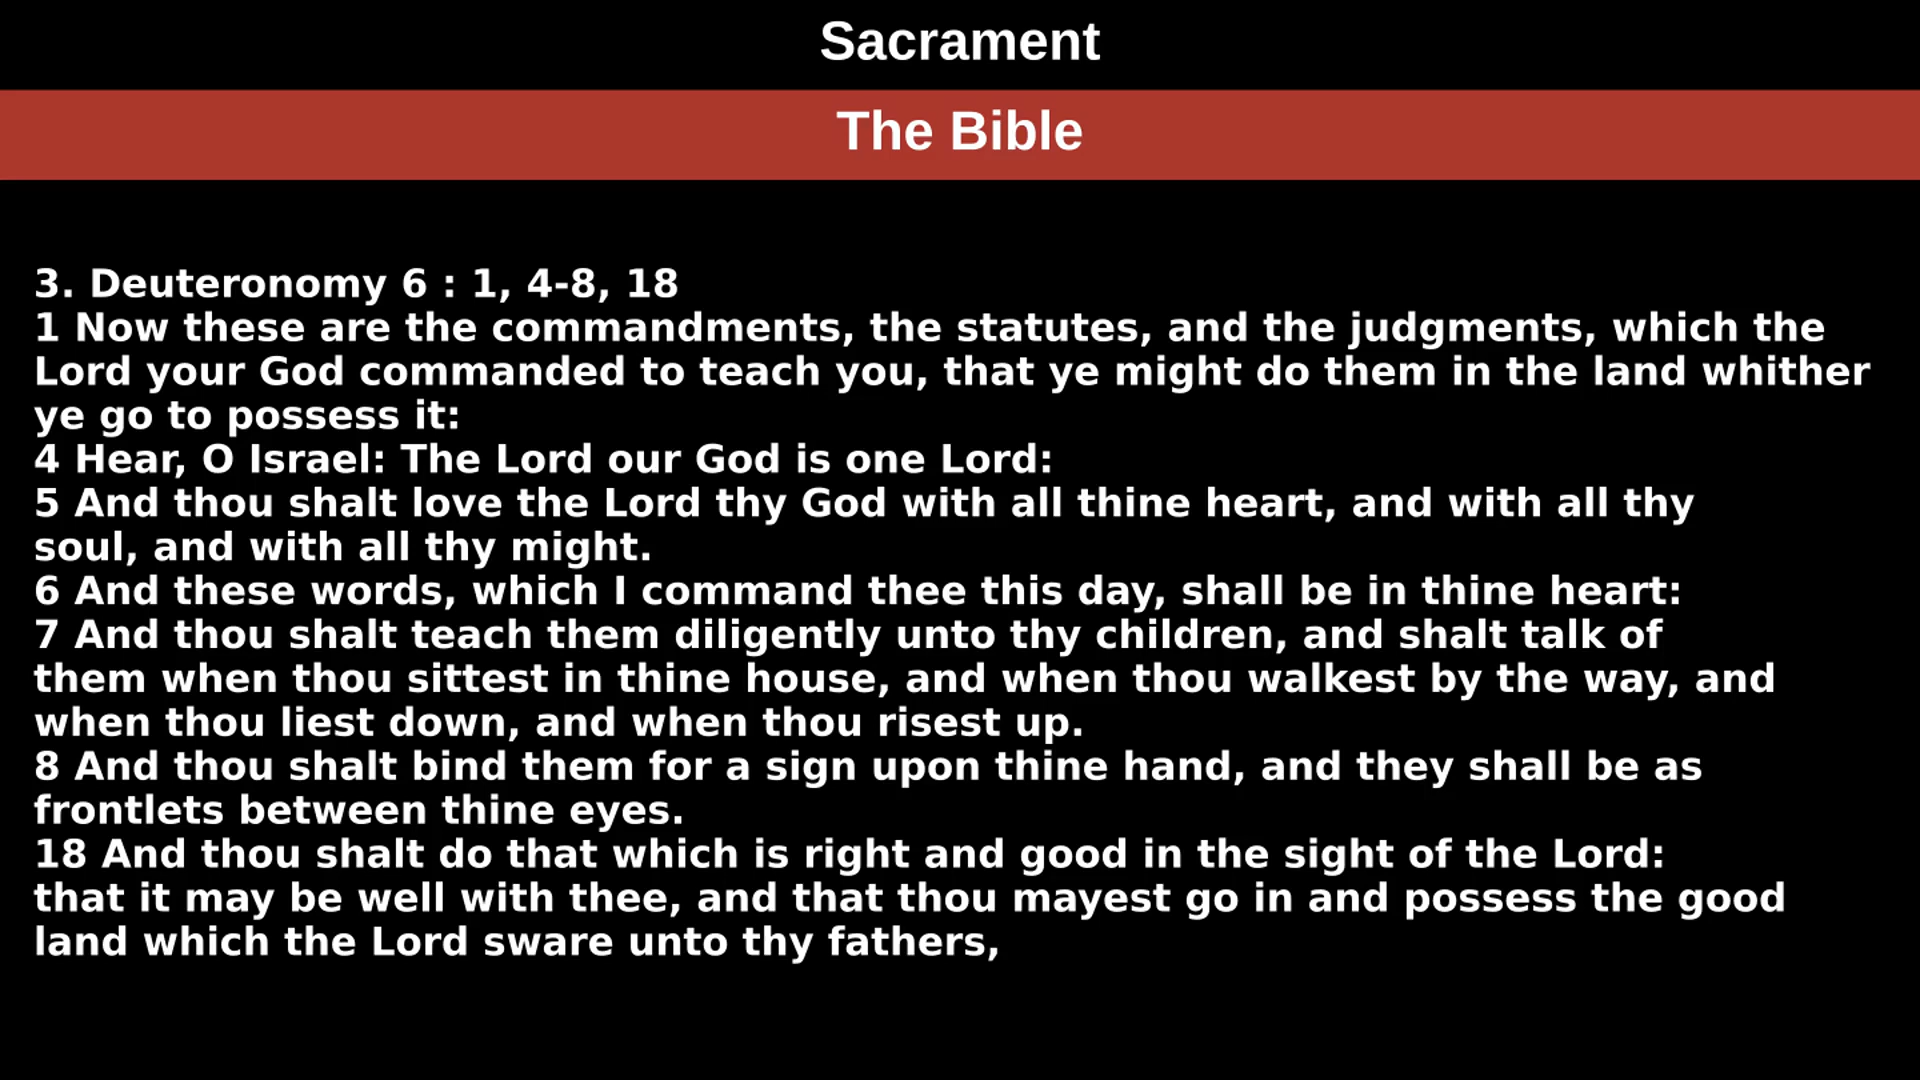 Sacrament
The Bible
3. Deuteronomy 6 : 1, 4-8, 18
1 Now these are the commandments, the statutes, and the judgments, which the
Lord your God commanded to teach you, that ye might do them in the land whither
ye go to possess it:
4 Hear, O Israel: The Lord our God is one Lord:
5 And thou shalt love the Lord thy God with all thine heart, and with all thy
soul, and with all thy might.
6 And these words, which I command thee this day, shall be in thine heart:
7 And thou shalt teach them diligently unto thy children, and shalt talk of
them when thou sittest in thine house, and when thou walkest by the way, and
when thou liest down, and when thou risest up.
8 And thou shalt bind them for a sign upon thine hand, and they shall be as
frontlets between thine eyes.
18 And thou shalt do that which is right and good in the sight of the Lord:
that it may be well with thee, and that thou mayest go in and possess the good
land which the Lord sware unto thy fathers,